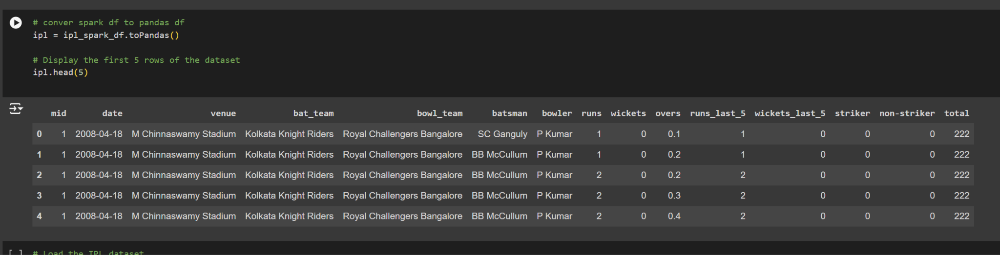 # conver spark df to pandas df
ipl = ipl_spark_df.toPandas()
# Display the first 5 rows of the dataset
ipl.head(5)
mid date venue bat_team bowl_team batsman bowler runs wickets overs runs_last_5 wickets_last_5 striker non-striker total
0 1 2008-04-18 M Chinnaswamy Stadium Kolkata Knight Riders Royal Challengers Bangalore SC Ganguly P Kumar 1 0 0.1 1 0 0 0 222
1 1 2008-04-18 M Chinnaswamy Stadium Kolkata Knight Riders Royal Challengers Bangalore BB McCullum P Kumar 1 0 0.2 1 0 0 0 222
2 1 2008-04-18 M Chinnaswamy Stadium Kolkata Knight Riders Royal Challengers Bangalore BB McCullum P Kumar 2 0 0.2 2 0 0 0 222
3 1 2008-04-18 M Chinnaswamy Stadium Kolkata Knight Riders Royal Challengers Bangalore BB McCullum P Kumar 2 0 0.3 2 0 0 0 222
4 1 2008-04-18 M Chinnaswamy Stadium Kolkata Knight Riders Royal Challengers Bangalore BB McCullum P Kumar 2 0 0.4 2 0 0 0 222
[ ] # Load the IPL dataset